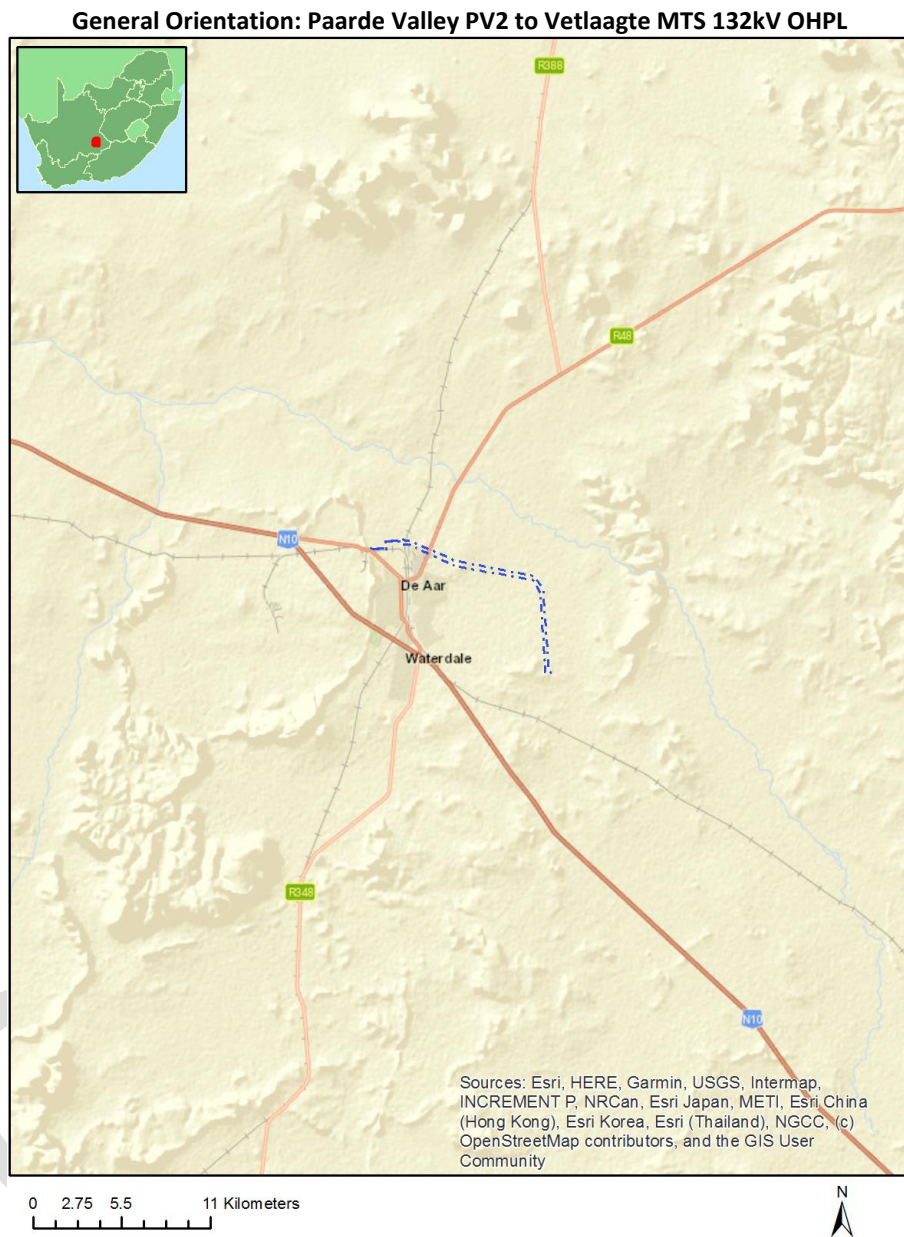 General Orientation: Paarde Valley PV2 to Vetlaagte MTS 132kV OHPL
R388
R48
N10
De Aar
Waterdale
R348
N10
Sources: Esri, HERE, Garmin, USGS, Intermap,
INCREMENT P, NRCan, Esri Japan, METI, Esri China
(Hong Kong), Esri Korea, Esri (Thailand), NGCC, (c)
OpenStreetMap contributors, and the GIS User
Community
0 2.75 5.5 11 Kilometers
N